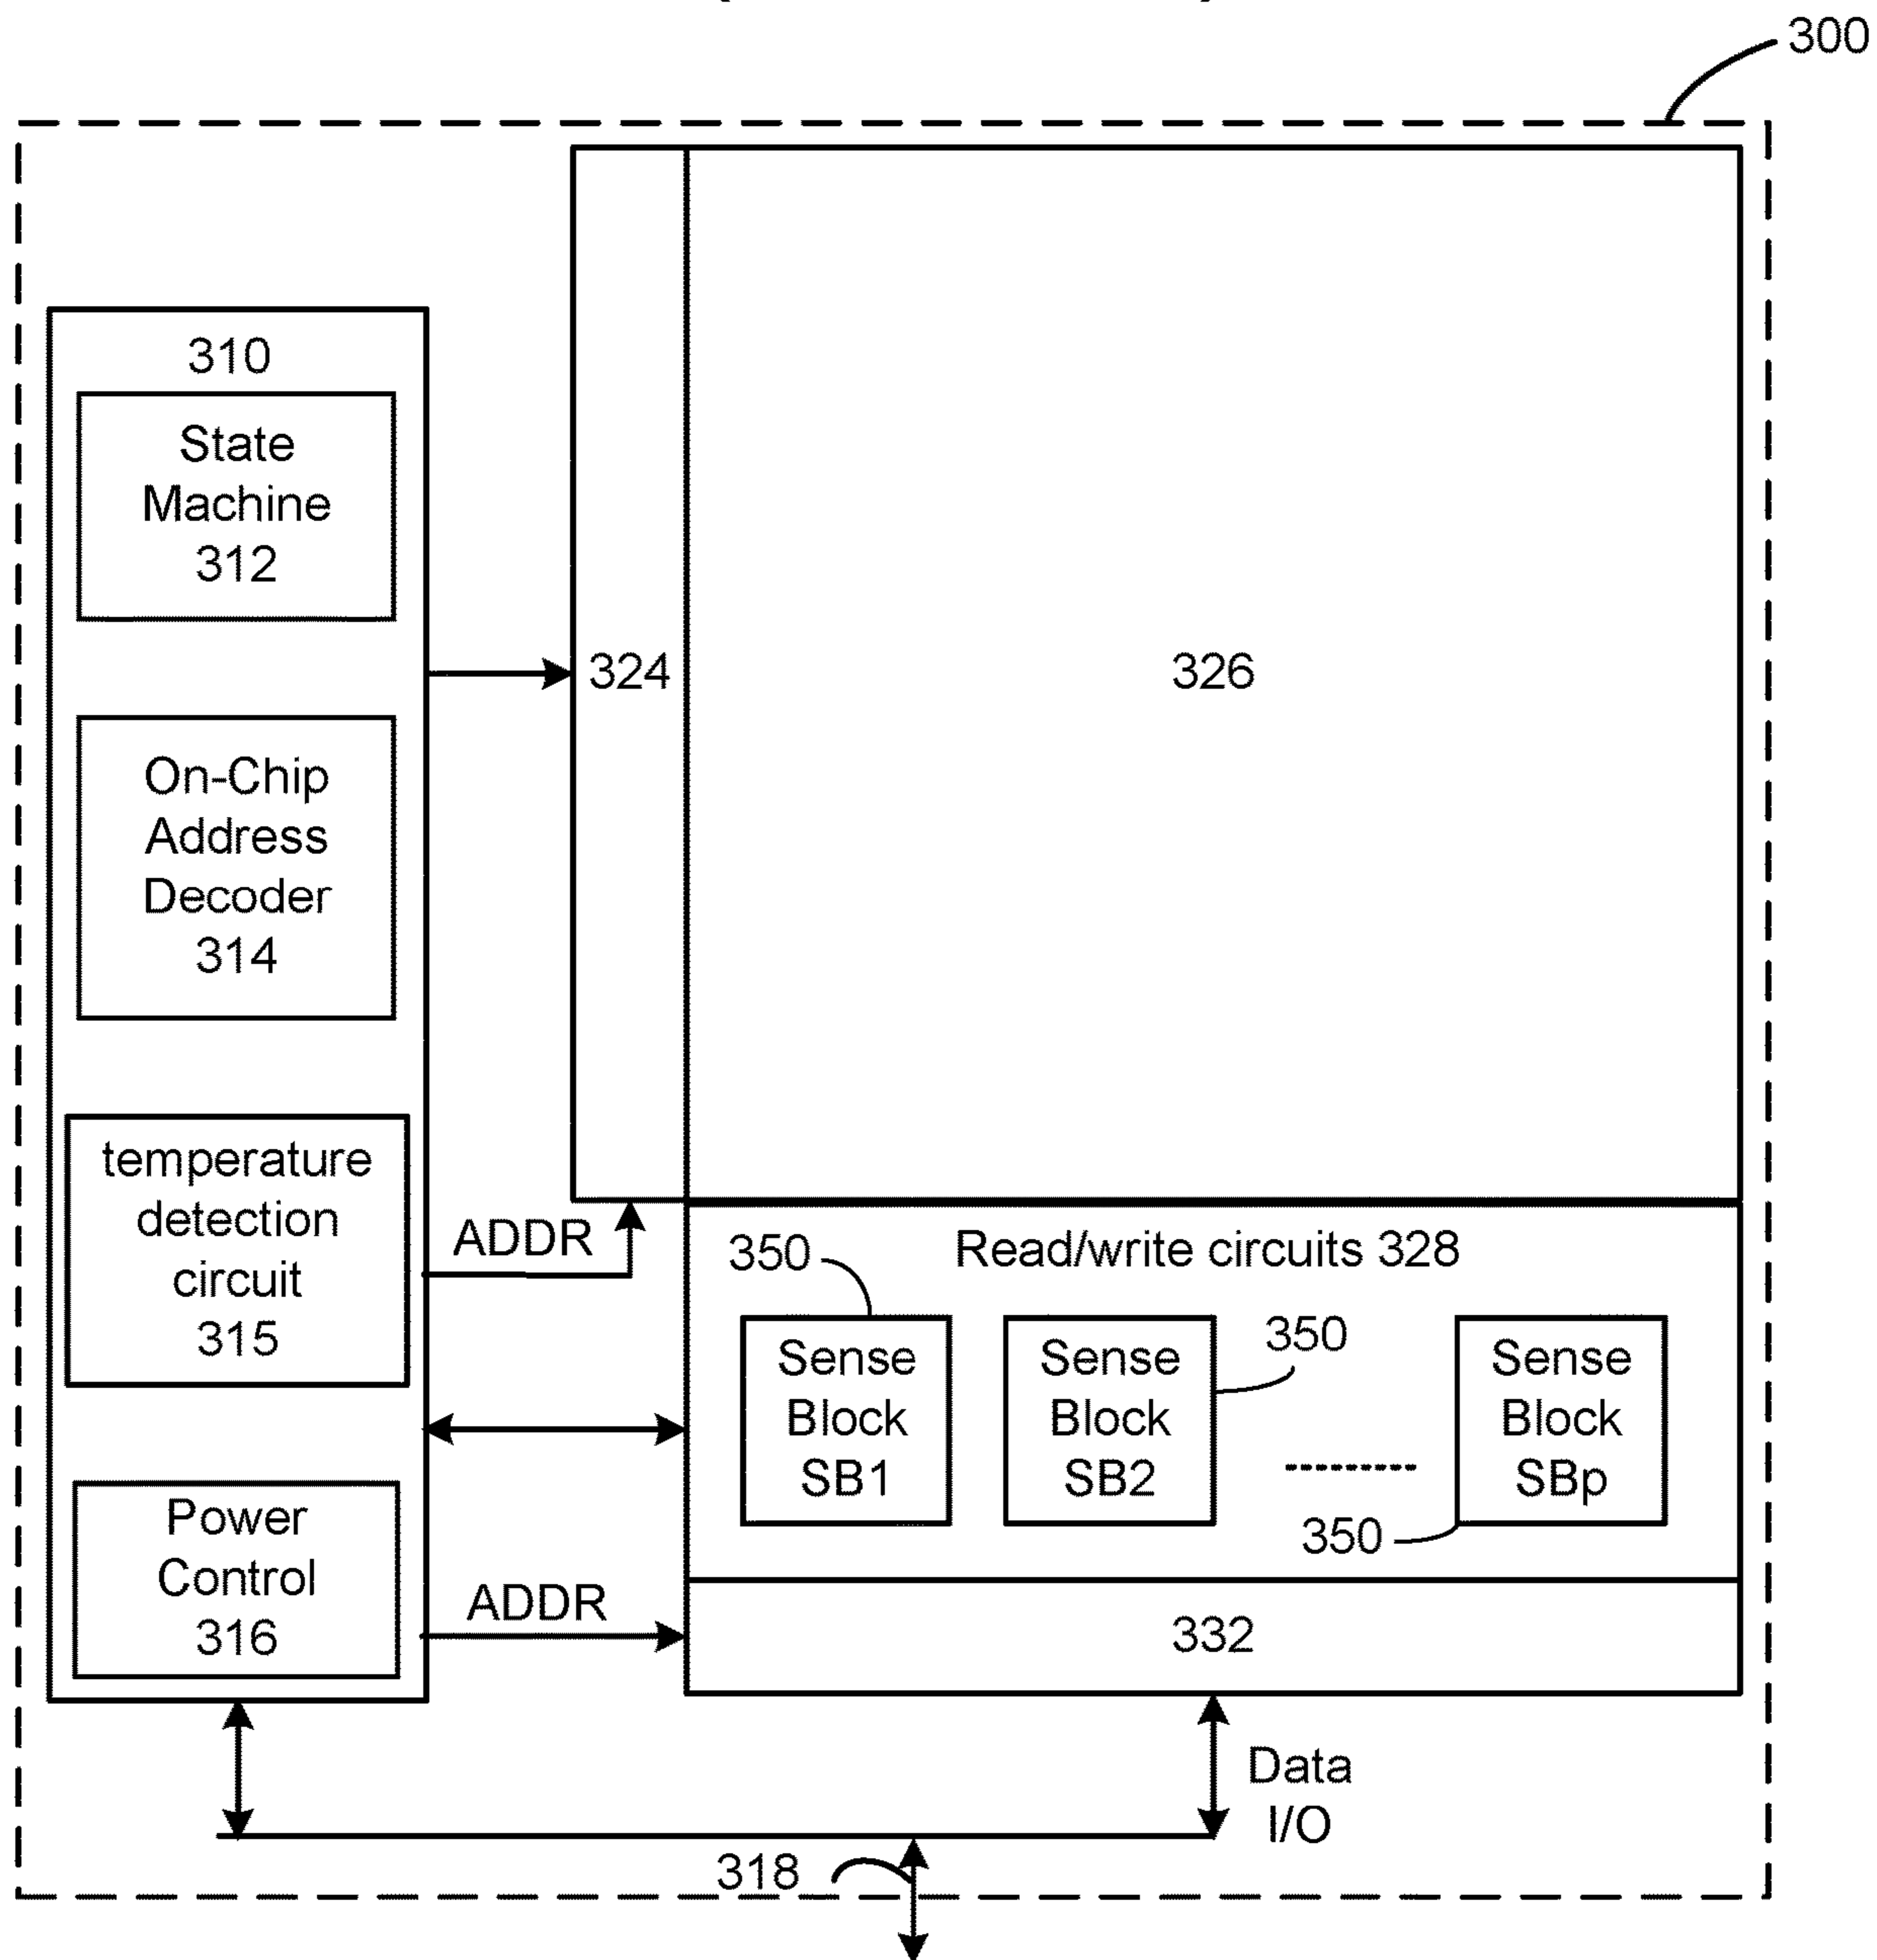 300
310
State
Machine
312
324
326
On-Chip
Address
Decoder
314
temperature
detection
circuit
315
ADDR
350
Read/write circuits 328
Sense
Block
SB1
Sense
Block
SB2
350
Sense
Block
SBp
350
Power
Control
316
ADDR
332
Data
I/O
318